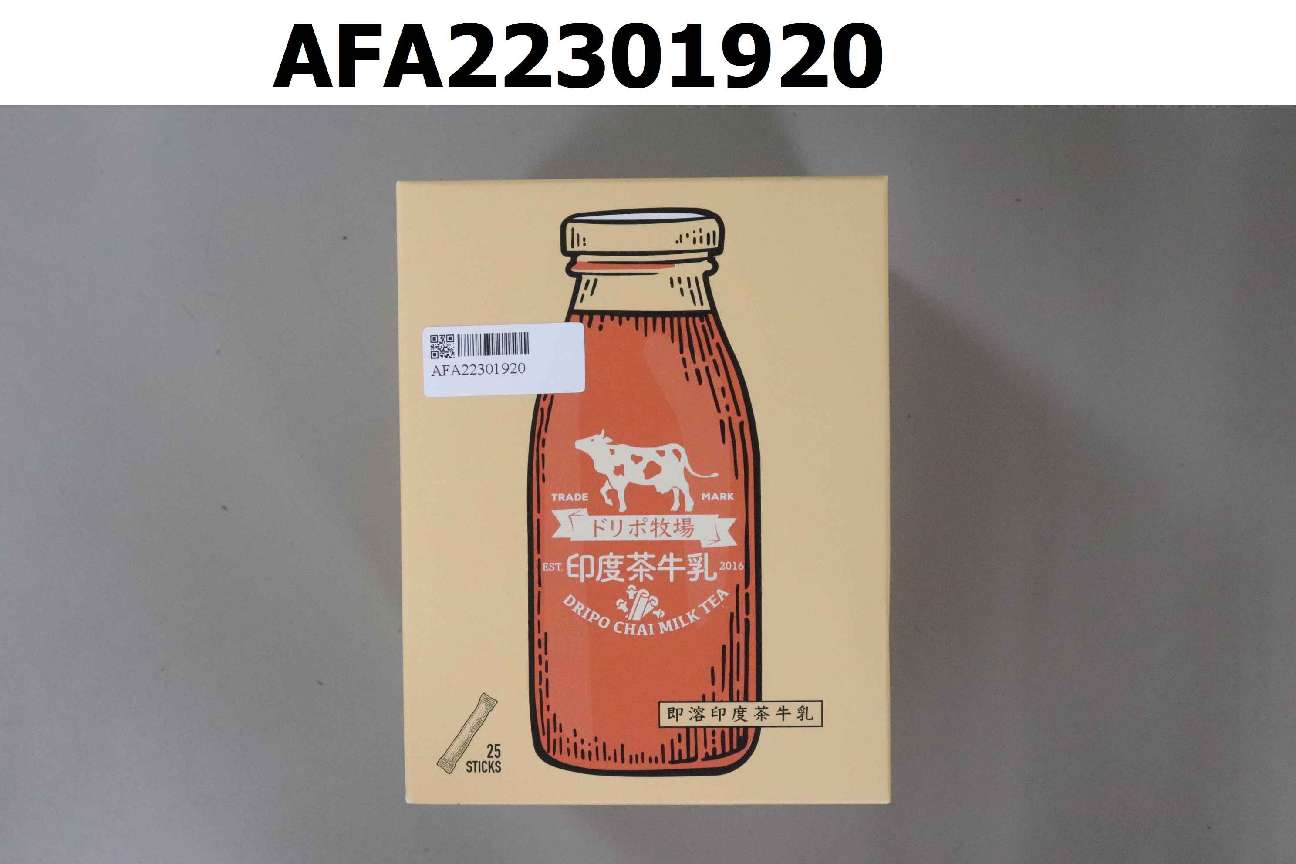 AFA22301920
AFA22301920
TRADE MARK
ドリポ牧場
EST. 印度茶牛乳 2016
DRIPO CHAI MILK TEA
即溶印度茶牛乳
25
STICKS